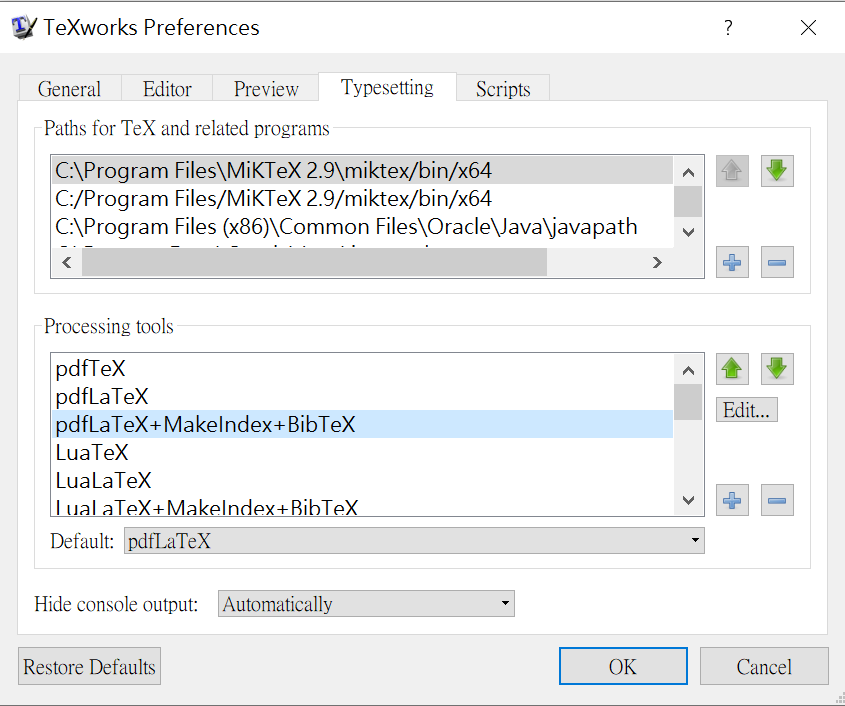 TeXworks Preferences
?
General Editor Preview Typesetting Scripts
Paths for TeX and related programs
C:\Program Files\MiKTeX 2.9\miktex/bin/x64
C:/Program Files/MiKTeX 2.9/miktex/bin/x64
C:\Program Files (x86)\Common Files\Oracle\Java\javapath
Processing tools
pdfTeX
pdfLaTeX
Edit...
pdfLaTeX+MakeIndex+BibTeX
LuaTeX
LuaLaTeX
LuaLaTeX+MakeIndex+BibTeX
Default: pdfLaTeX
Hide console output: Automatically
Restore Defaults OK Cancel